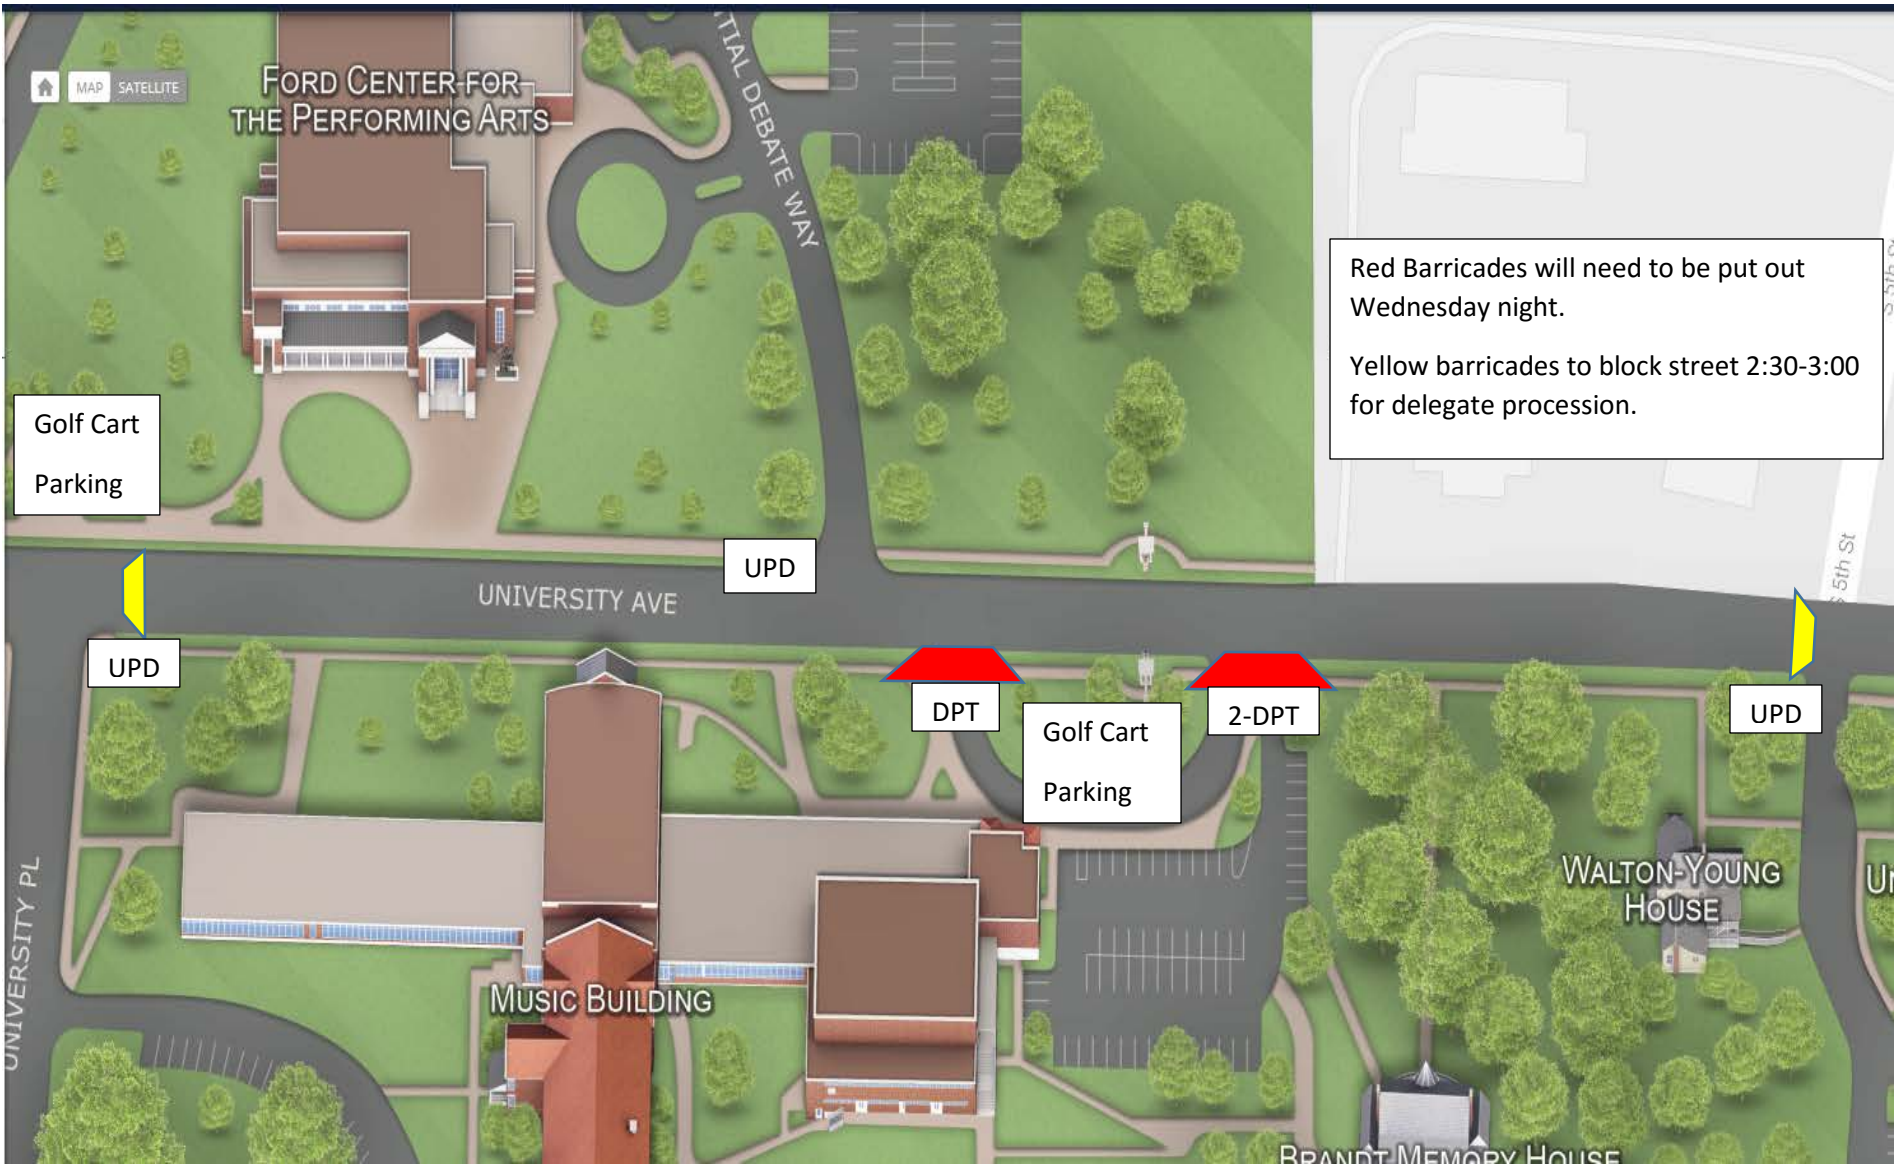 MAP SATELLITE
FORD CENTER FOR
THE PERFORMING ARTS
TIAL DEBATE WAY
Red Barricades will need to be put out
Wednesday night.
Yellow barricades to block street 2:30-3:00
for delegate procession.
S 5th St
Golf Cart
Parking
UPD
UNIVERSITY AVE
S 5th St
UPD
DPT
2-DPT
UPD
Golf Cart
Parking
UNIVERSITY PL
WALTON-YOUNG
HOUSE
MUSIC BUILDING
BRANDT MEMORY HOUSE